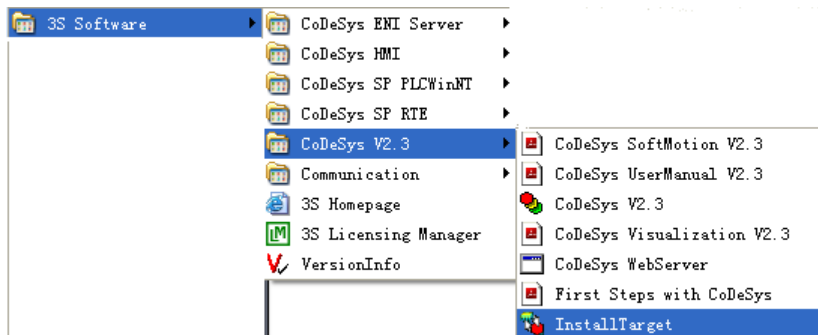 3S Software
CoDeSys ENI Server
CoDeSys HMI
CoDeSys SP PLCWinNT
CoDeSys SP RTE
CoDeSys V2.3
Communication
3S Homepage
3S Licensing Manager
VersionInfo
CoDeSys SoftMotion V2.3
CoDeSys UserManual V2.3
CoDeSys V2.3
CoDeSys Visualization V2.3
CoDeSys WebServer
First Steps with CoDeSys
InstallTarget